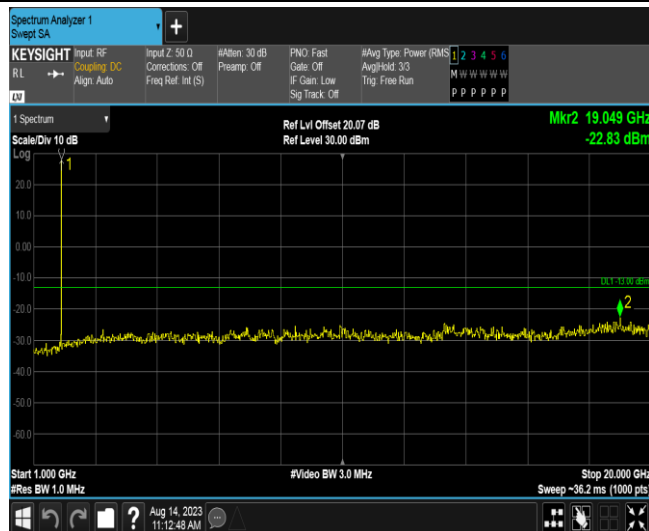 Spectrum Analyzer 1
Swept SA
+
KEYSIGHT
RL
LXI
Input: RF
Coupling: DC
Align: Auto
Input Z: 50 Ω
Corrections: Off
Freq Ref: Int (S)
#Atten: 30 dB
Preamp: Off
PNO: Fast
Gate: Off
IF Gain: Low
Sig Track: Off
#Avg Type: Power (RMS
Avg|Hold: 3/3
Trig: Free Run
1 2 3 4 5 6
M W W W W W
P P P P P P
1 Spectrum
Scale/Div 10 dB
Log
Ref Lvl Offset 20.07 dB
Ref Level 30.00 dBm
Mkr2 19.049 GHz
-22.83 dBm
1
20.0
10.0
0.00
-10.0
DL1 -13.00 dBm
2
-20.0
-30.0
-40.0
-50.0
-60.0
Start 1.000 GHz
#Video BW 3.0 MHz
Stop 20.000 GHz
#Res BW 1.0 MHz
Sweep ~36.2 ms (1000 pts)
?
Aug 14, 2023
11:12:48 AM